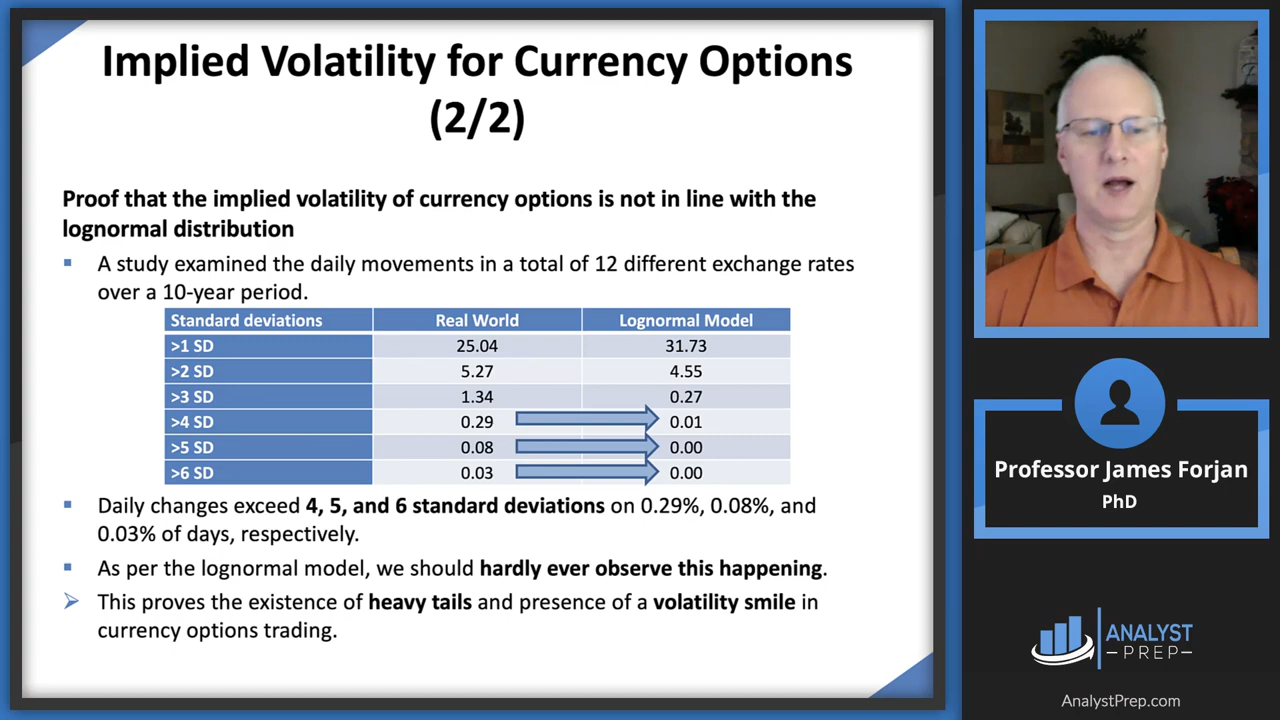 Implied Volatility for Currency Options
(2/2)
Proof that the implied volatility of currency options is not in line with the
lognormal distribution
▪ A study examined the daily movements in a total of 12 different exchange rates
over a 10-year period.
Standard deviations Real World Lognormal Model
>1 SD 25.04 31.73
>2 SD 5.27 4.55
>3 SD 1.34 0.27
>4 SD 0.29 0.01
>5 SD 0.08 0.00
>6 SD 0.03 0.00
▪ Daily changes exceed 4, 5, and 6 standard deviations on 0.29%, 0.08%, and
0.03% of days, respectively.
▪ As per the lognormal model, we should hardly ever observe this happening.
➢ This proves the existence of heavy tails and presence of a volatility smile in
currency options trading.
Professor James Forjan
PhD
ANALYST
PREP
AnalystPrep.com